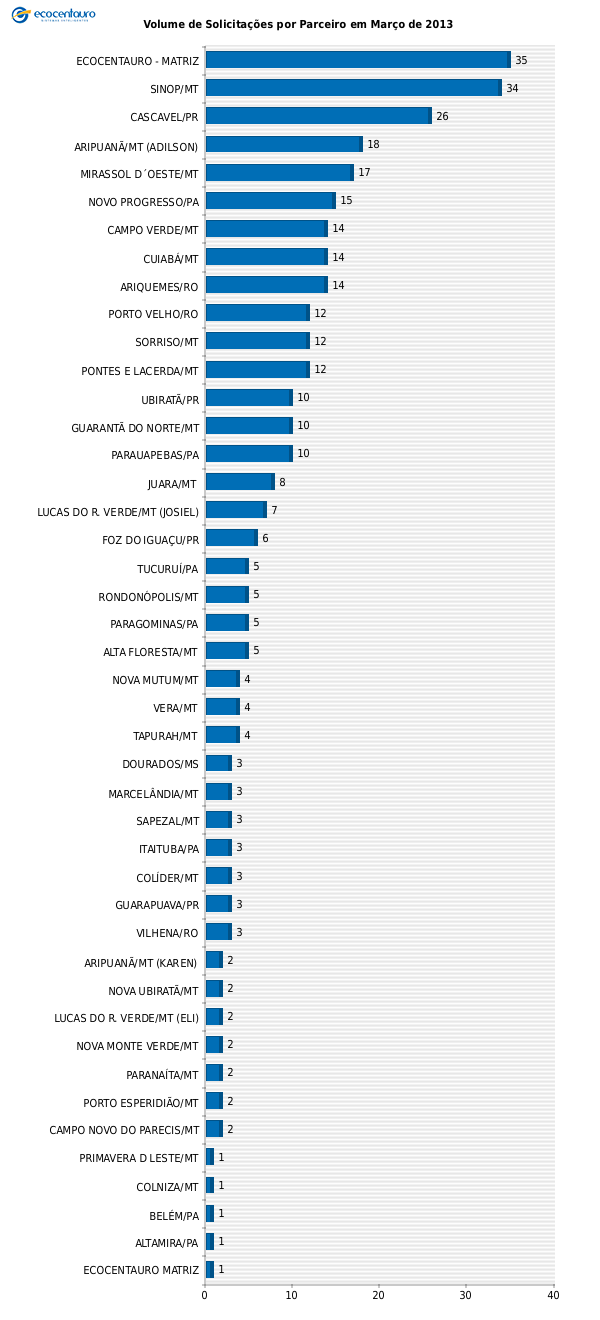 ecocentauro
Volume de Solicitações por Parceiro em Março de 2013
ECOCENTAURO - MATRIZ 35
SINOP/MT 34
CASCAVEL/PR 26
ARIPUANÃ/MT (ADILSON) 18
MIRASSOL D´OESTE/MT 17
NOVO PROGRESSO/PA 15
CAMPO VERDE/MT 14
CUIABÁ/MT 14
ARIQUEMES/RO 14
PORTO VELHO/RO 12
SORRISO/MT 12
PONTES E LACERDA/MT 12
UBIRATÃ/PR 10
GUARANTÃ DO NORTE/MT 10
PARAUAPEBAS/PA 10
JUARA/MT 8
LUCAS DO R. VERDE/MT (JOSIEL) 7
FOZ DO IGUAÇU/PR 6
TUCURUÍ/PA 5
RONDONÓPOLIS/MT 5
PARAGOMINAS/PA 5
ALTA FLORESTA/MT 5
NOVA MUTUM/MT 4
VERA/MT 4
TAPURAH/MT 4
DOURADOS/MS 3
MARCELÂNDIA/MT 3
SAPEZAL/MT 3
ITAITUBA/PA 3
COLÍDER/MT 3
GUARAPUAVA/PR 3
VILHENA/RO 3
ARIPUANÃ/MT (KAREN) 2
NOVA UBIRATÃ/MT 2
LUCAS DO R. VERDE/MT (ELI) 2
NOVA MONTE VERDE/MT 2
PARANAÍTA/MT 2
PORTO ESPERIDIÃO/MT 2
CAMPO NOVO DO PARECIS/MT 2
PRIMAVERA D LESTE/MT 1
COLNIZA/MT 1
BELÉM/PA 1
ALTAMIRA/PA 1
ECOCENTAURO MATRIZ 1
0 10 20 30 40